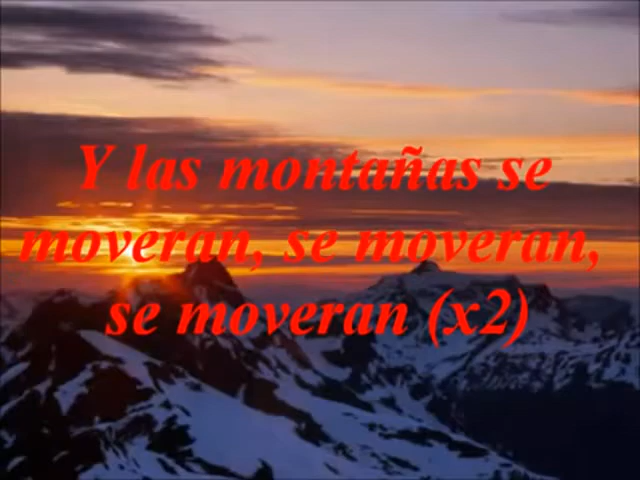 Y las montañas se
moveran, se moveran,
se moveran (x2)